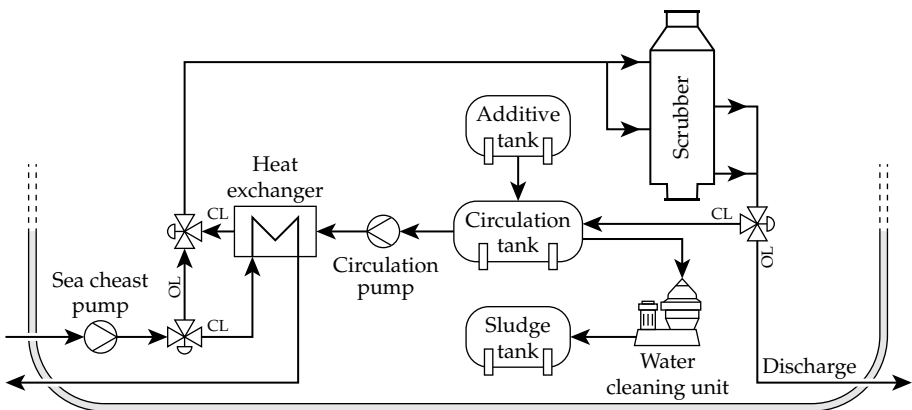 Additive
tank
Scrubber
Heat
exchanger
CL
Circulation
tank
CL
OL
Circulation
pump
Sea cheast
pump
OL
CL
Sludge
tank
Water
cleaning unit
Discharge